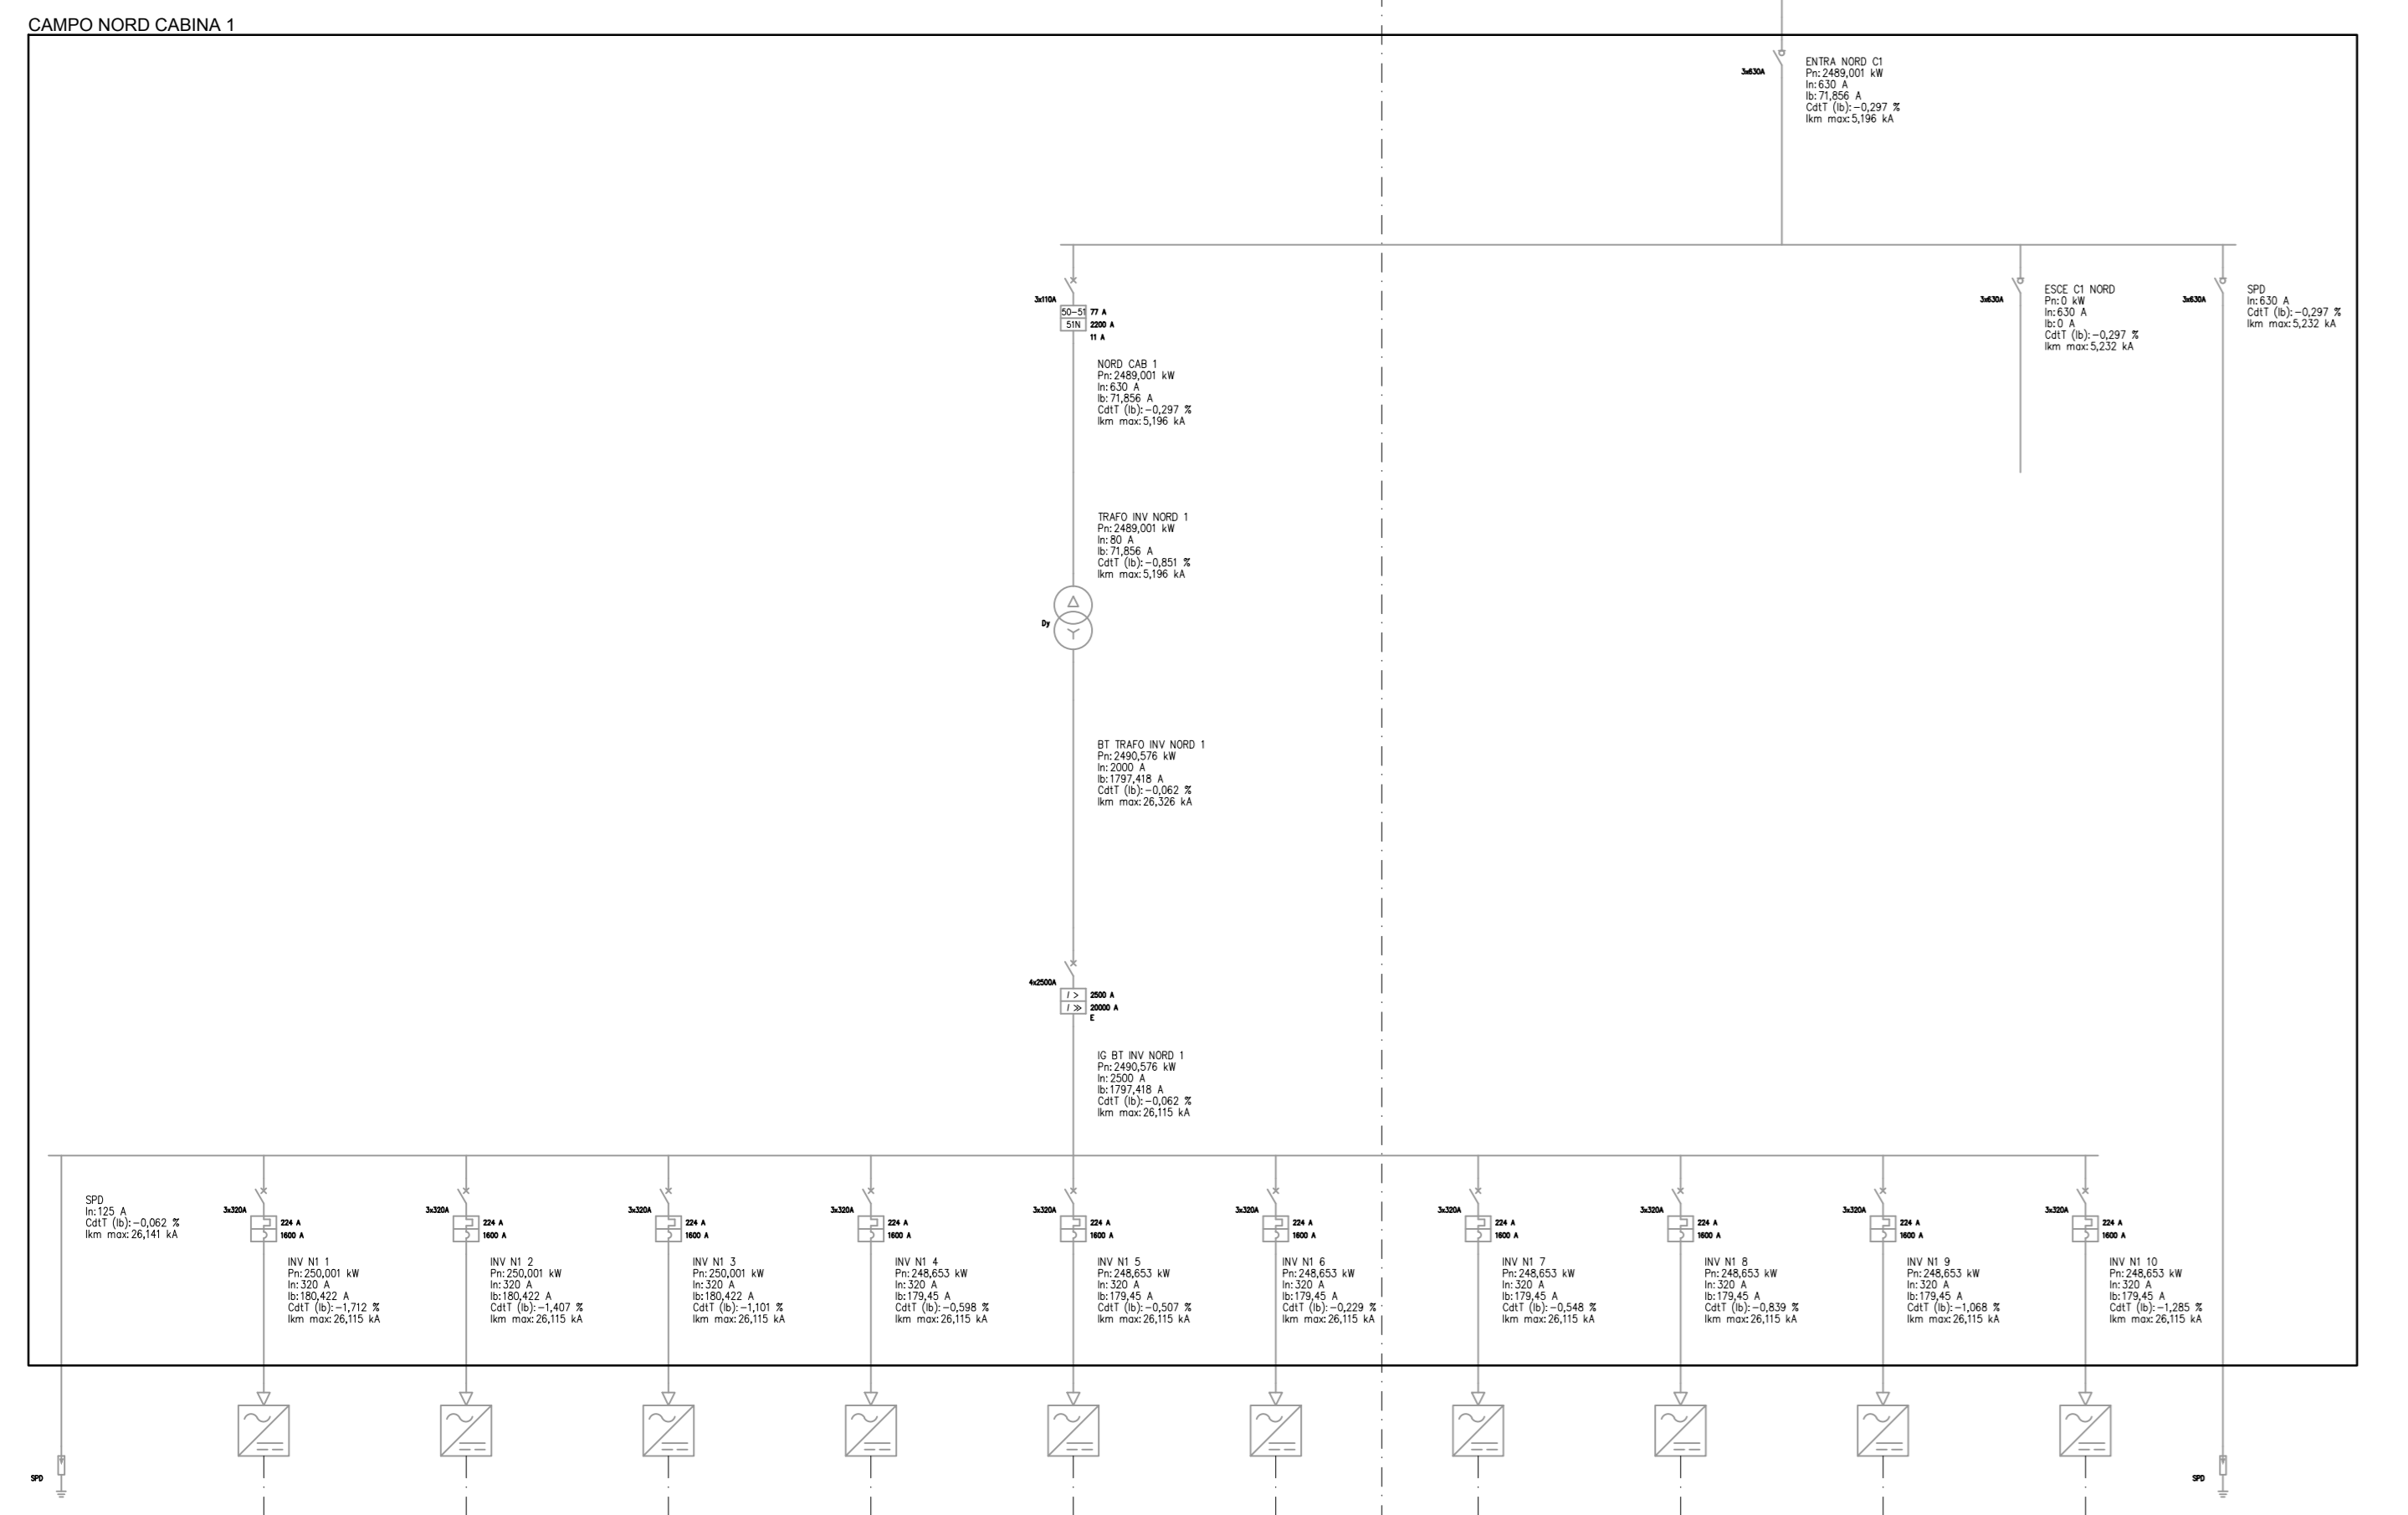 CAMPO NORD CABINA 1
3x630A
ENTRA NORD C1
Pn: 2489,001 kW
In: 630 A
Ib: 71,856 A
CdtT (Ib): -0,297 %
Ikm max: 5,196 kA
3x110A
50-51 77 A
51N 2200 A
11 A
NORD CAB 1
Pn: 2489,001 kW
In: 630 A
Ib: 71,856 A
CdtT (Ib): -0,297 %
Ikm max: 5,196 kA
3x630A
ESCE C1 NORD
Pn: 0 kW
In: 630 A
Ib: 0 A
CdtT (Ib): -0,297 %
Ikm max: 5,232 kA
3x630A
SPD
In: 630 A
CdtT (Ib): -0,297 %
Ikm max: 5,232 kA
TRAFO INV NORD 1
Pn: 2489,001 kW
In: 80 A
Ib: 71,856 A
CdtT (Ib): -0,851 %
Ikm max: 5,196 kA
Dy
BT TRAFO INV NORD 1
Pn: 2490,576 kW
In: 2000 A
Ib: 1797,418 A
CdtT (Ib): -0,062 %
Ikm max: 26,326 kA
4x2500A
I > 2500 A
I >> 20000 A
E
IG BT INV NORD 1
Pn: 2490,576 kW
In: 2500 A
Ib: 1797,418 A
CdtT (Ib): -0,062 %
Ikm max: 26,115 kA
SPD
In: 125 A
CdtT (Ib): -0,062 %
Ikm max: 26,141 kA
3x320A
224 A
1600 A
INV N1 1
Pn: 250,001 kW
In: 320 A
Ib: 180,422 A
CdtT (Ib): -1,712 %
Ikm max: 26,115 kA
3x320A
224 A
1600 A
INV N1 2
Pn: 250,001 kW
In: 320 A
Ib: 180,422 A
CdtT (Ib): -1,407 %
Ikm max: 26,115 kA
3x320A
224 A
1600 A
INV N1 3
Pn: 250,001 kW
In: 320 A
Ib: 180,422 A
CdtT (Ib): -1,101 %
Ikm max: 26,115 kA
3x320A
224 A
1600 A
INV N1 4
Pn: 248,653 kW
In: 320 A
Ib: 179,45 A
CdtT (Ib): -0,598 %
Ikm max: 26,115 kA
3x320A
224 A
1600 A
INV N1 5
Pn: 248,653 kW
In: 320 A
Ib: 179,45 A
CdtT (Ib): -0,507 %
Ikm max: 26,115 kA
3x320A
224 A
1600 A
INV N1 6
Pn: 248,653 kW
In: 320 A
Ib: 179,45 A
CdtT (Ib): -0,229 %
Ikm max: 26,115 kA
3x320A
224 A
1600 A
INV N1 7
Pn: 248,653 kW
In: 320 A
Ib: 179,45 A
CdtT (Ib): -0,548 %
Ikm max: 26,115 kA
3x320A
224 A
1600 A
INV N1 8
Pn: 248,653 kW
In: 320 A
Ib: 179,45 A
CdtT (Ib): -0,839 %
Ikm max: 26,115 kA
3x320A
224 A
1600 A
INV N1 9
Pn: 248,653 kW
In: 320 A
Ib: 179,45 A
CdtT (Ib): -1,068 %
Ikm max: 26,115 kA
3x320A
224 A
1600 A
INV N1 10
Pn: 248,653 kW
In: 320 A
Ib: 179,45 A
CdtT (Ib): -1,285 %
Ikm max: 26,115 kA
SPD
SPD